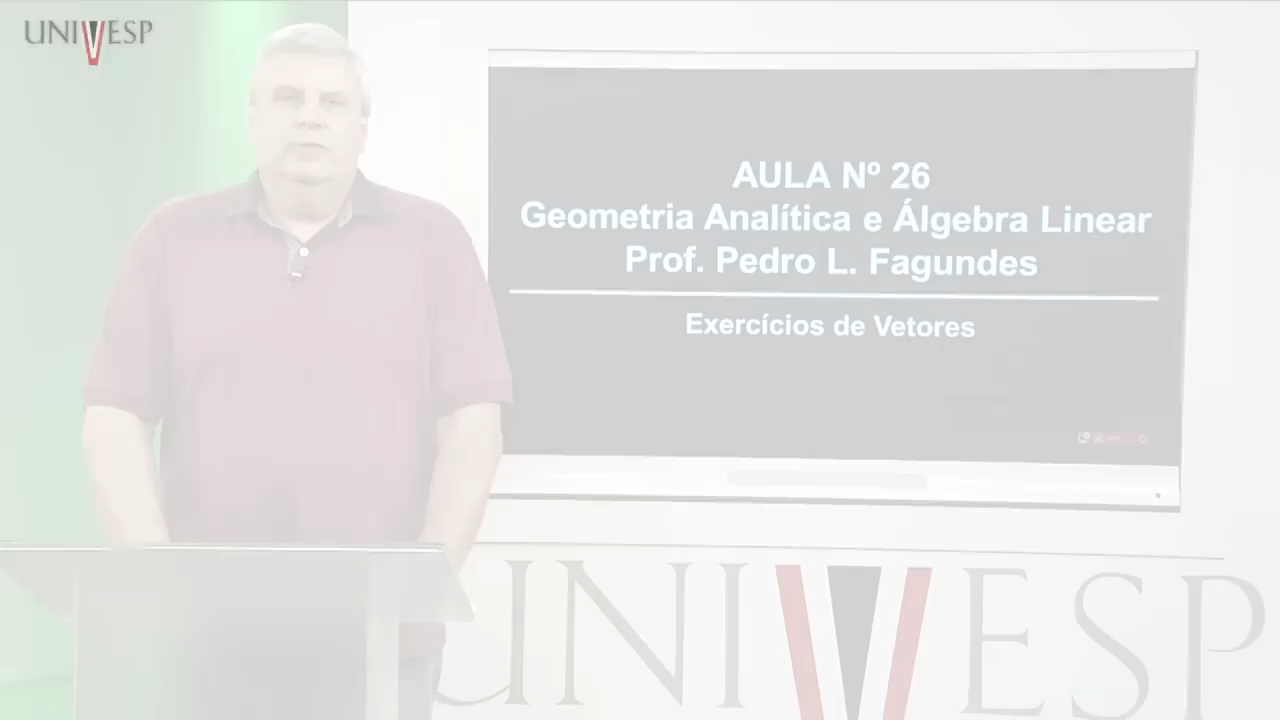 UNIVESP
AULA Nº 26
Geometria Analítica e Álgebra Linear
Prof. Pedro L. Fagundes
Exercícios de Vetores
UNIVESP